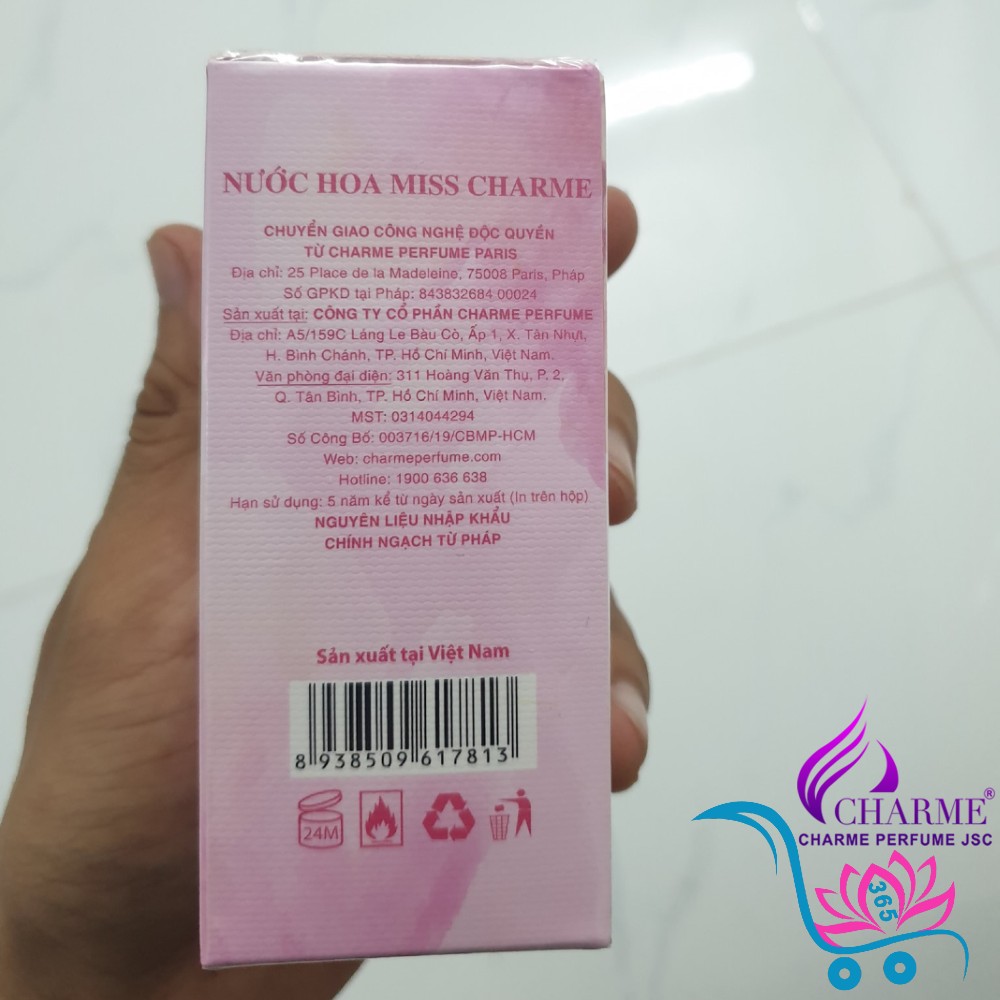 NƯỚC HOA MISS CHARME
CHUYỂN GIAO CÔNG NGHỆ ĐỘC QUYỀN
TỪ CHARME PERFUME PARIS
Địa chỉ: 25 Place de la Madeleine, 75008 Paris, Pháp
Số GPKD tại Pháp: 843832684 00024
Sản xuất tại: CÔNG TY CỔ PHẦN CHARME PERFUME
Địa chỉ: A5/159C Láng Le Bàu Cò, Ấp 1, X. Tân Nhựt,
H. Bình Chánh, TP. Hồ Chí Minh, Việt Nam.
Văn phòng đại diện: 311 Hoàng Văn Thụ, P. 2,
Q. Tân Bình, TP. Hồ Chí Minh, Việt Nam.
MST: 0314044294
Số Công Bố: 003716/19/CBMP-HCM
Web: charmeperfume.com
Hotline: 1900 636 638
Hạn sử dụng: 5 năm kể từ ngày sản xuất (In trên hộp)
NGUYÊN LIỆU NHẬP KHẨU
CHÍNH NGẠCH TỪ PHÁP
Sản xuất tại Việt Nam
8 938509 617813
24M
CHARME®
CHARME PERFUME JSC
365